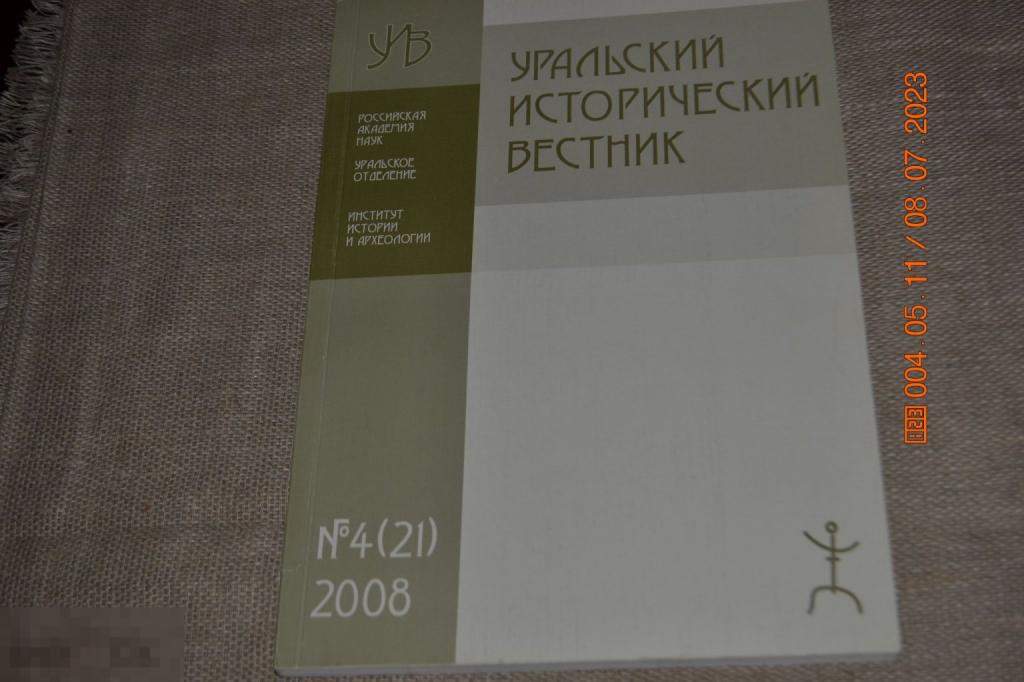 УИВ
УРАЛЬСКИЙ
ИСТОРИЧЕСКИЙ
ВЕСТНИК
РОССИЙСКАЯ
АКАДЕМИЯ
НАУК
УРАЛЬСКОЕ
ОТДЕЛЕНИЕ
ИНСТИТУТ
ИСТОРИИ
И АРХЕОЛОГИИ
№4(21)
2008
123 004.05.11/08.07.2023